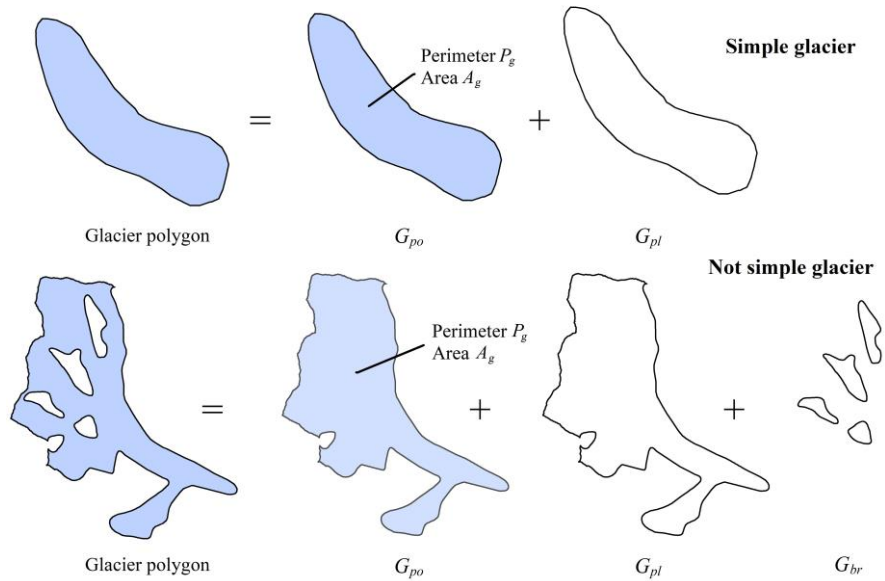 Simple glacier
Perimeter P_g
Area A_g
=
+
Glacier polygon
G_po
G_pl
Not simple glacier
Perimeter P_g
Area A_g
=
+
+
Glacier polygon
G_po
G_pl
G_br